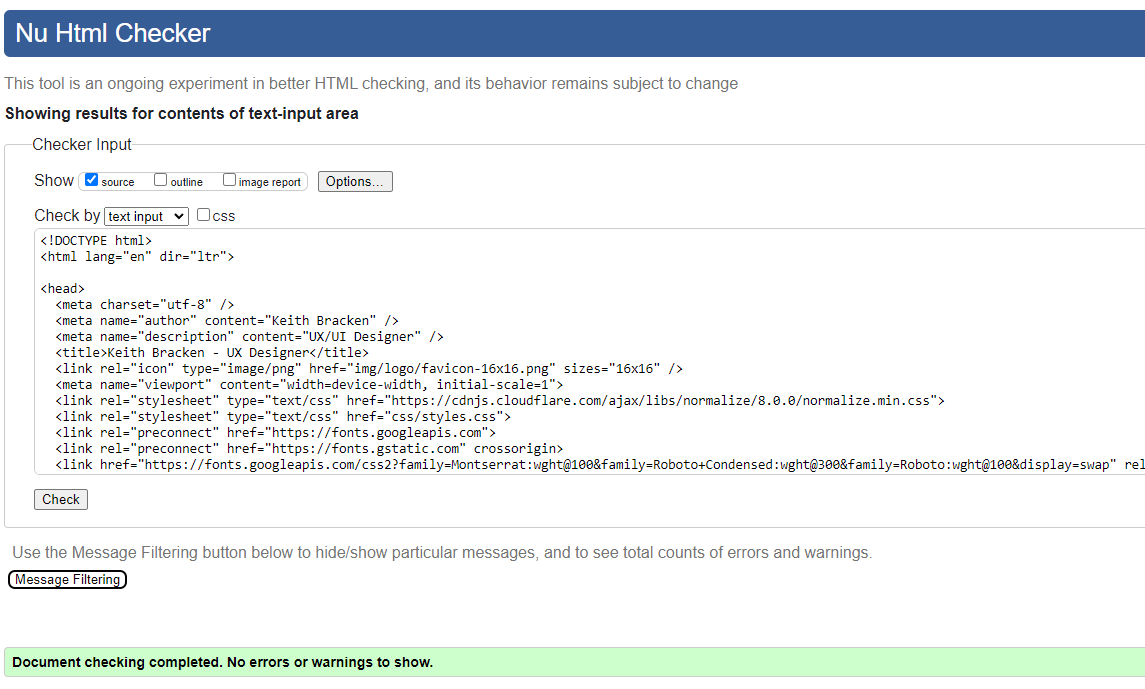 Nu Html Checker
This tool is an ongoing experiment in better HTML checking, and its behavior remains subject to change
Showing results for contents of text-input area
Checker Input
Show source outline image report Options...
Check by text input css
<!DOCTYPE html>
<html lang="en" dir="ltr">
<head>
<meta charset="utf-8" />
<meta name="author" content="Keith Bracken" />
<meta name="description" content="UX/UI Designer" />
<title>Keith Bracken - UX Designer</title>
<link rel="icon" type="image/png" href="img/logo/favicon-16x16.png" sizes="16x16" />
<meta name="viewport" content="width=device-width, initial-scale=1">
<link rel="stylesheet" type="text/css" href="https://cdnjs.cloudflare.com/ajax/libs/normalize/8.0.0/normalize.min.css">
<link rel="stylesheet" type="text/css" href="css/styles.css">
<link rel="preconnect" href="https://fonts.googleapis.com">
<link rel="preconnect" href="https://fonts.gstatic.com" crossorigin>
<link href="https://fonts.googleapis.com/css2?family=Montserrat:wght@100&family=Roboto+Condensed:wght@300&family=Roboto:wght@100&display=swap" rel
Check
Use the Message Filtering button below to hide/show particular messages, and to see total counts of errors and warnings.
Message Filtering
Document checking completed. No errors or warnings to show.